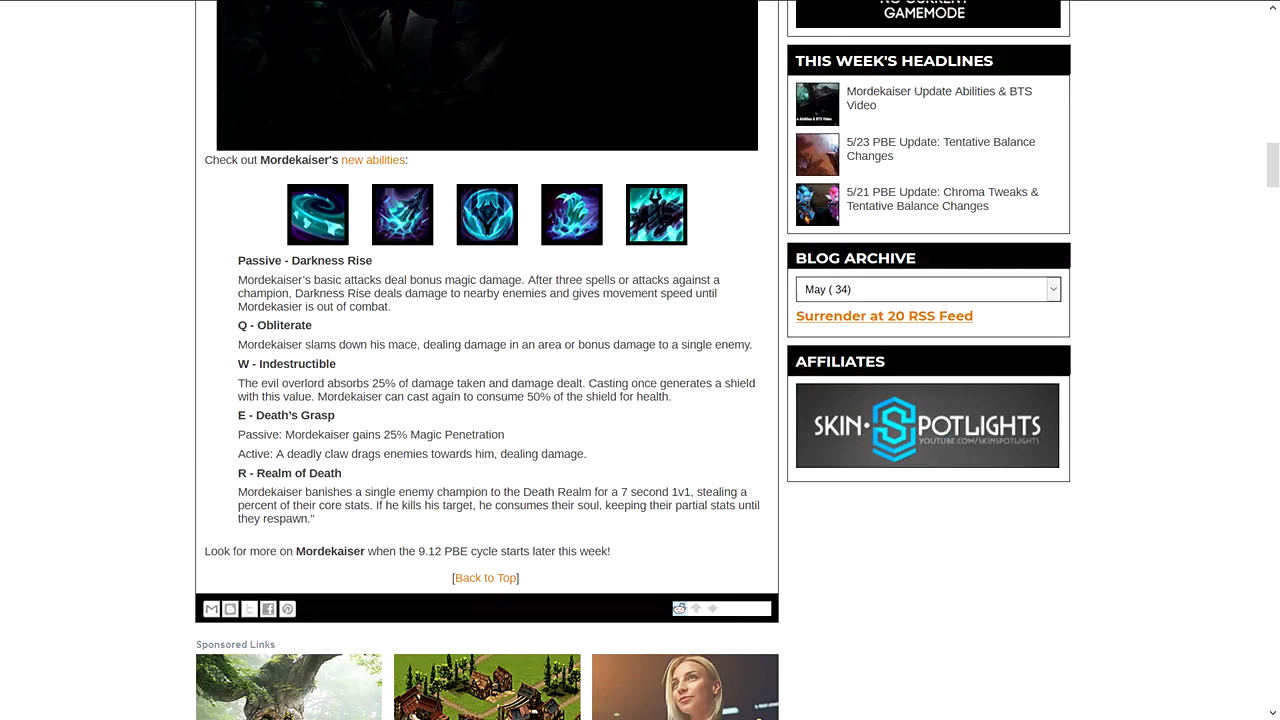 NO CURRENT
GAMEMODE
Check out Mordekaiser's new abilities:
Passive - Darkness Rise
Mordekaiser’s basic attacks deal bonus magic damage. After three spells or attacks against a
champion, Darkness Rise deals damage to nearby enemies and gives movement speed until
Mordekasier is out of combat.
Q - Obliterate
Mordekaiser slams down his mace, dealing damage in an area or bonus damage to a single enemy.
W - Indestructible
The evil overlord absorbs 25% of damage taken and damage dealt. Casting once generates a shield
with this value. Mordekaiser can cast again to consume 50% of the shield for health.
E - Death’s Grasp
Passive: Mordekaiser gains 25% Magic Penetration
Active: A deadly claw drags enemies towards him, dealing damage.
R - Realm of Death
Mordekaiser banishes a single enemy champion to the Death Realm for a 7 second 1v1, stealing a
percent of their core stats. If he kills his target, he consumes their soul, keeping their partial stats until
they respawn."
Look for more on Mordekaiser when the 9.12 PBE cycle starts later this week!
[Back to Top]
Sponsored Links
THIS WEEK'S HEADLINES
Mordekaiser Update Abilities & BTS
Video
5/23 PBE Update: Tentative Balance
Changes
5/21 PBE Update: Chroma Tweaks &
Tentative Balance Changes
BLOG ARCHIVE
May ( 34)
Surrender at 20 RSS Feed
AFFILIATES
SKIN SPOTLIGHTS
YOUTUBE.COM/SKINSPOTLIGHTS